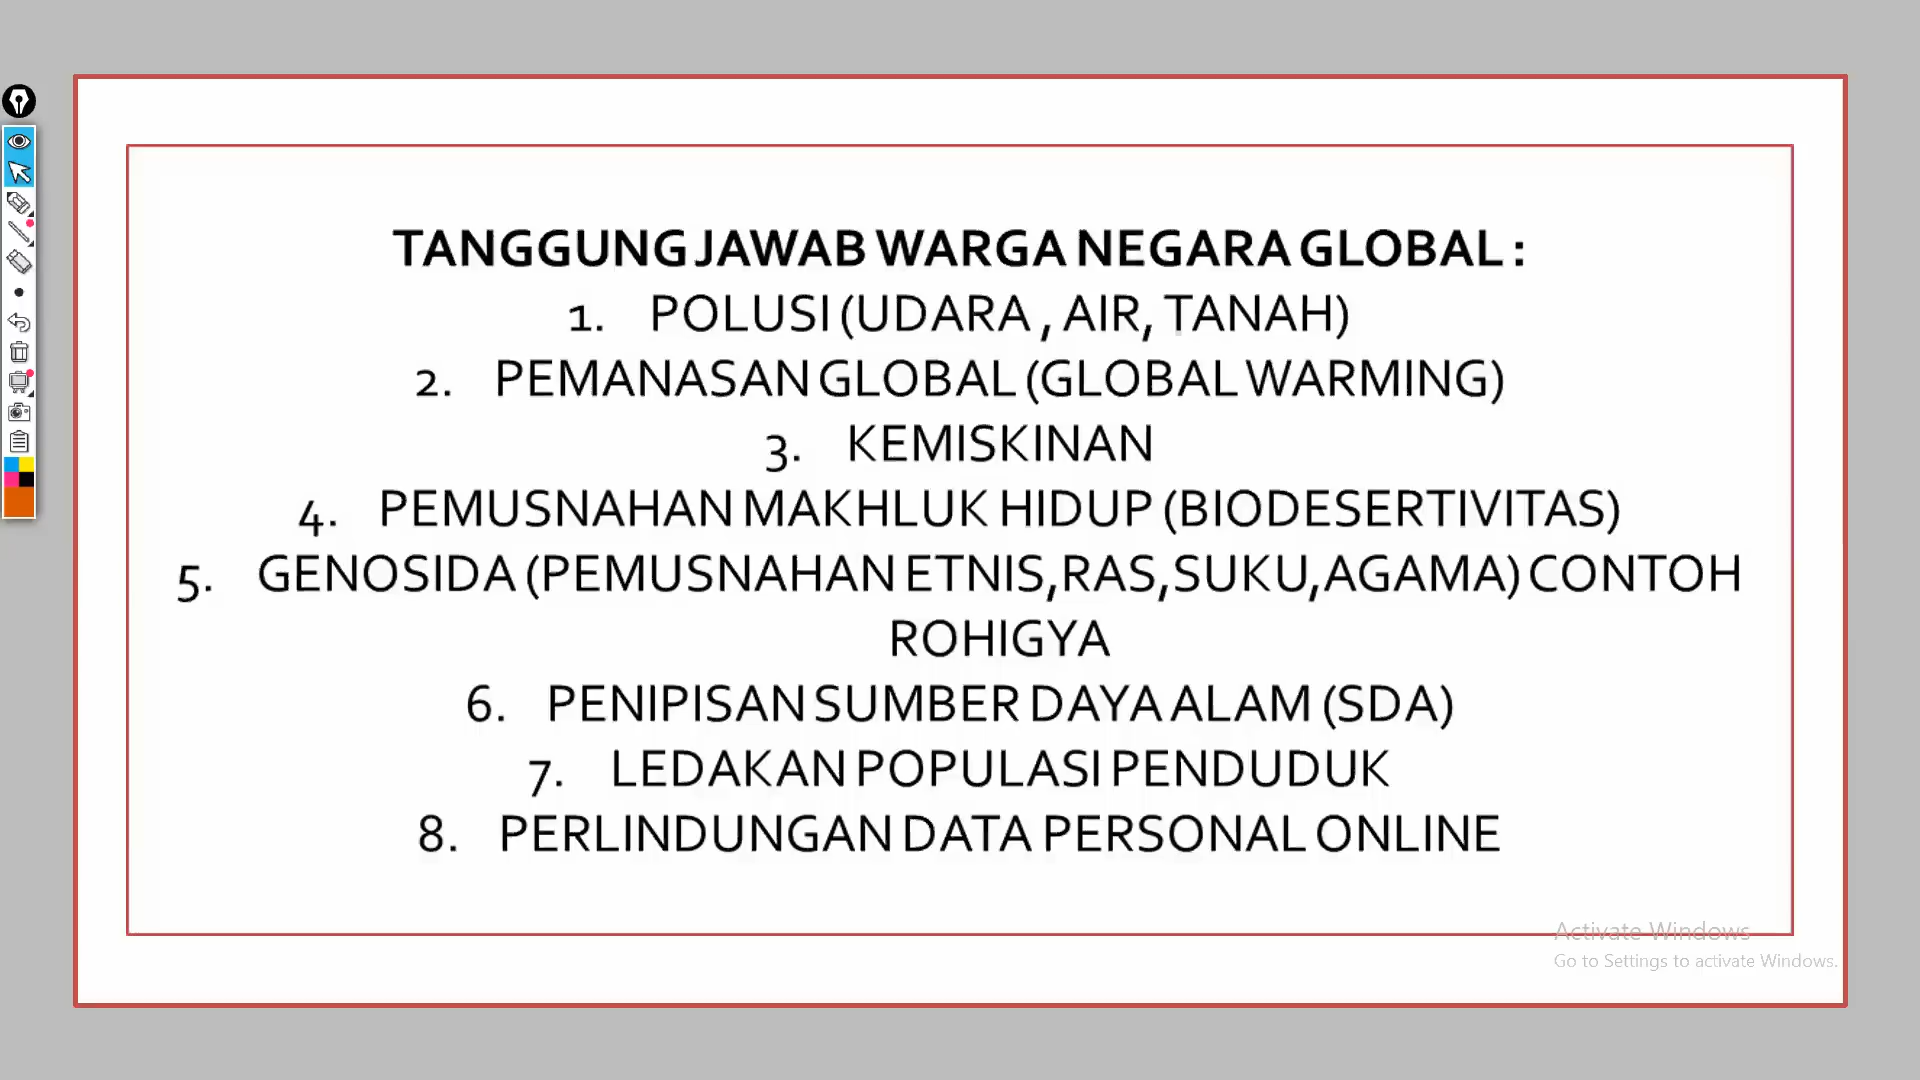 TANGGUNG JAWAB WARGA NEGARA GLOBAL :
1. POLUSI (UDARA , AIR, TANAH)
2. PEMANASAN GLOBAL (GLOBAL WARMING)
3. KEMISKINAN
4. PEMUSNAHAN MAKHLUK HIDUP (BIODESERTIVITAS)
5. GENOSIDA (PEMUSNAHAN ETNIS,RAS,SUKU,AGAMA) CONTOH
ROHIGYA
6. PENIPISAN SUMBER DAYA ALAM (SDA)
7. LEDAKAN POPULASI PENDUDUK
8. PERLINDUNGAN DATA PERSONAL ONLINE
Activate Windows
Go to Settings to activate Windows.